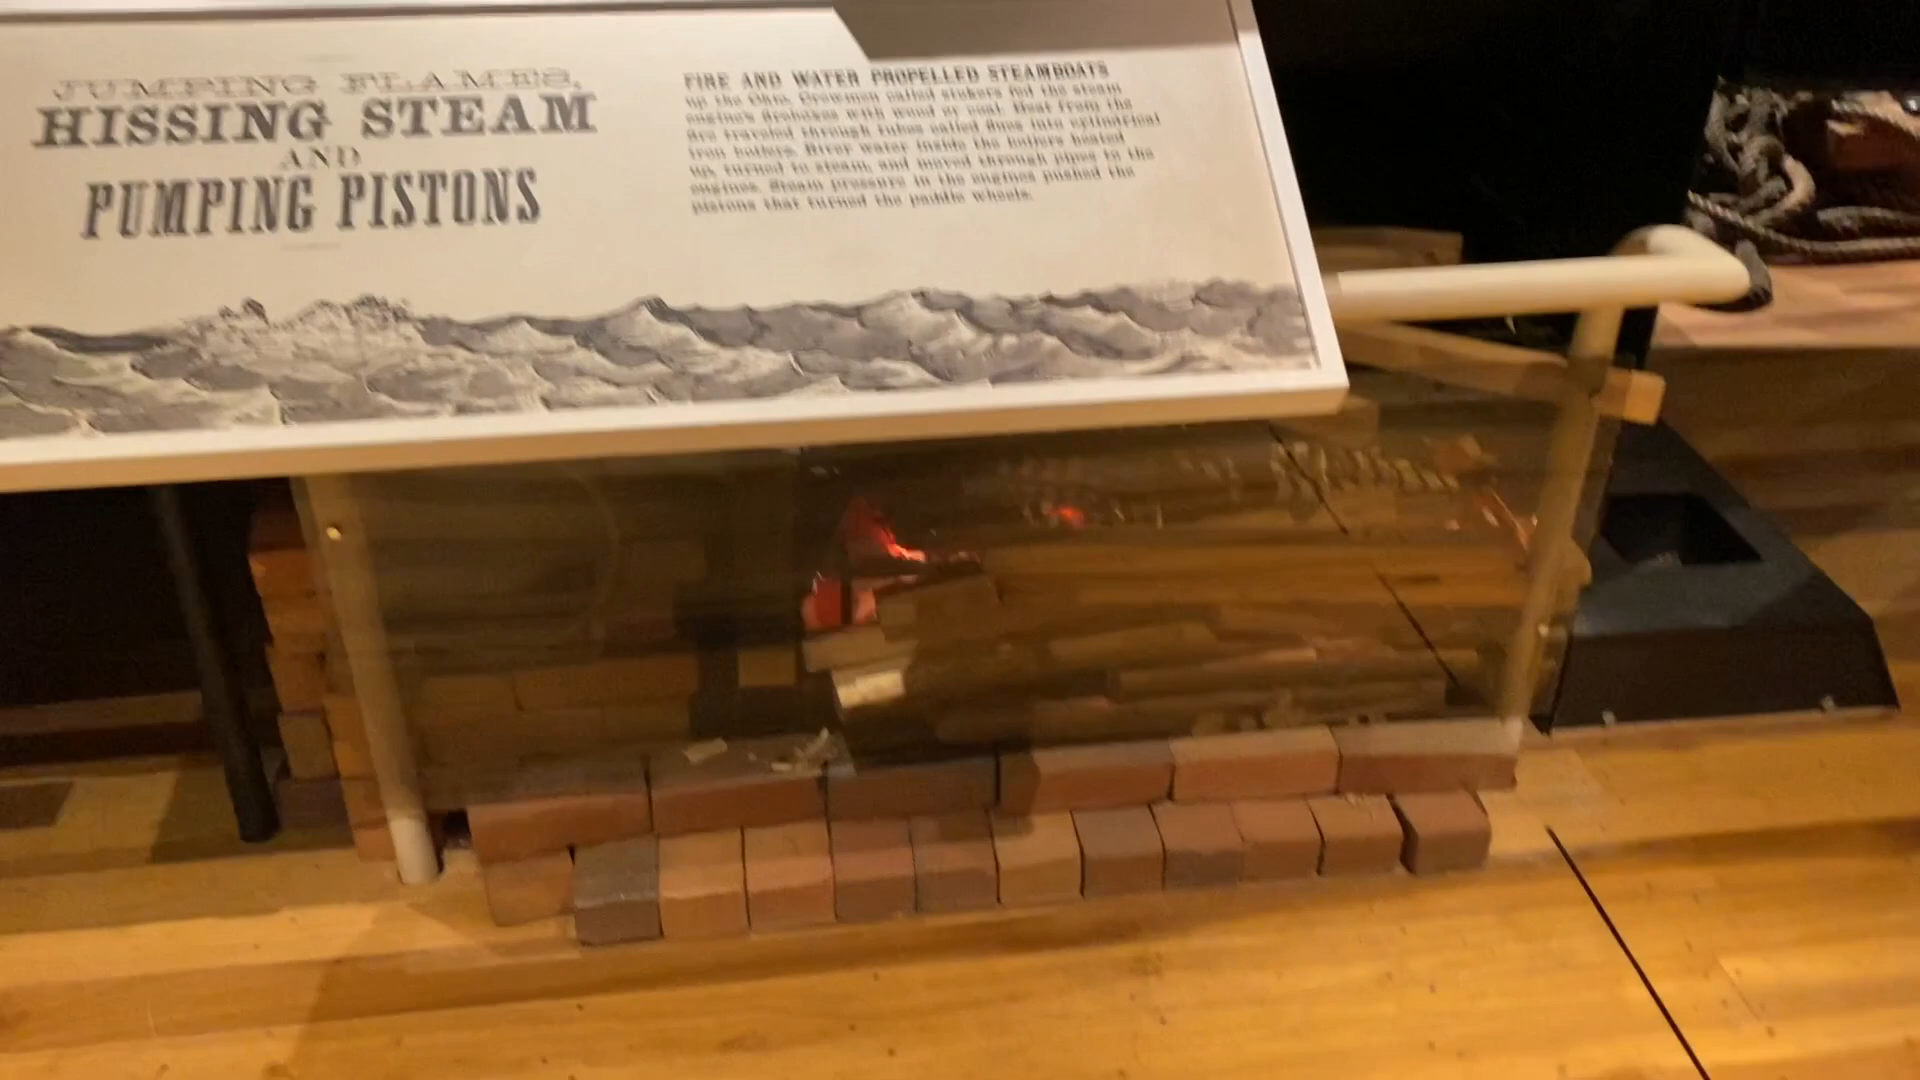 JUMPING FLAMES,
HISSING STEAM
AND
PUMPING PISTONS
FIRE AND WATER PROPELLED STEAMBOATS
up the Ohio. Crewmen called stokers fed the steam
engine's fireboxes with wood or coal. Heat from the
fire traveled through tubes called flues into cylindrical
iron boilers. River water inside the boilers heated
up, turned to steam, and moved through pipes to the
engines. Steam pressure in the engines pushed the
pistons that turned the paddle wheels.